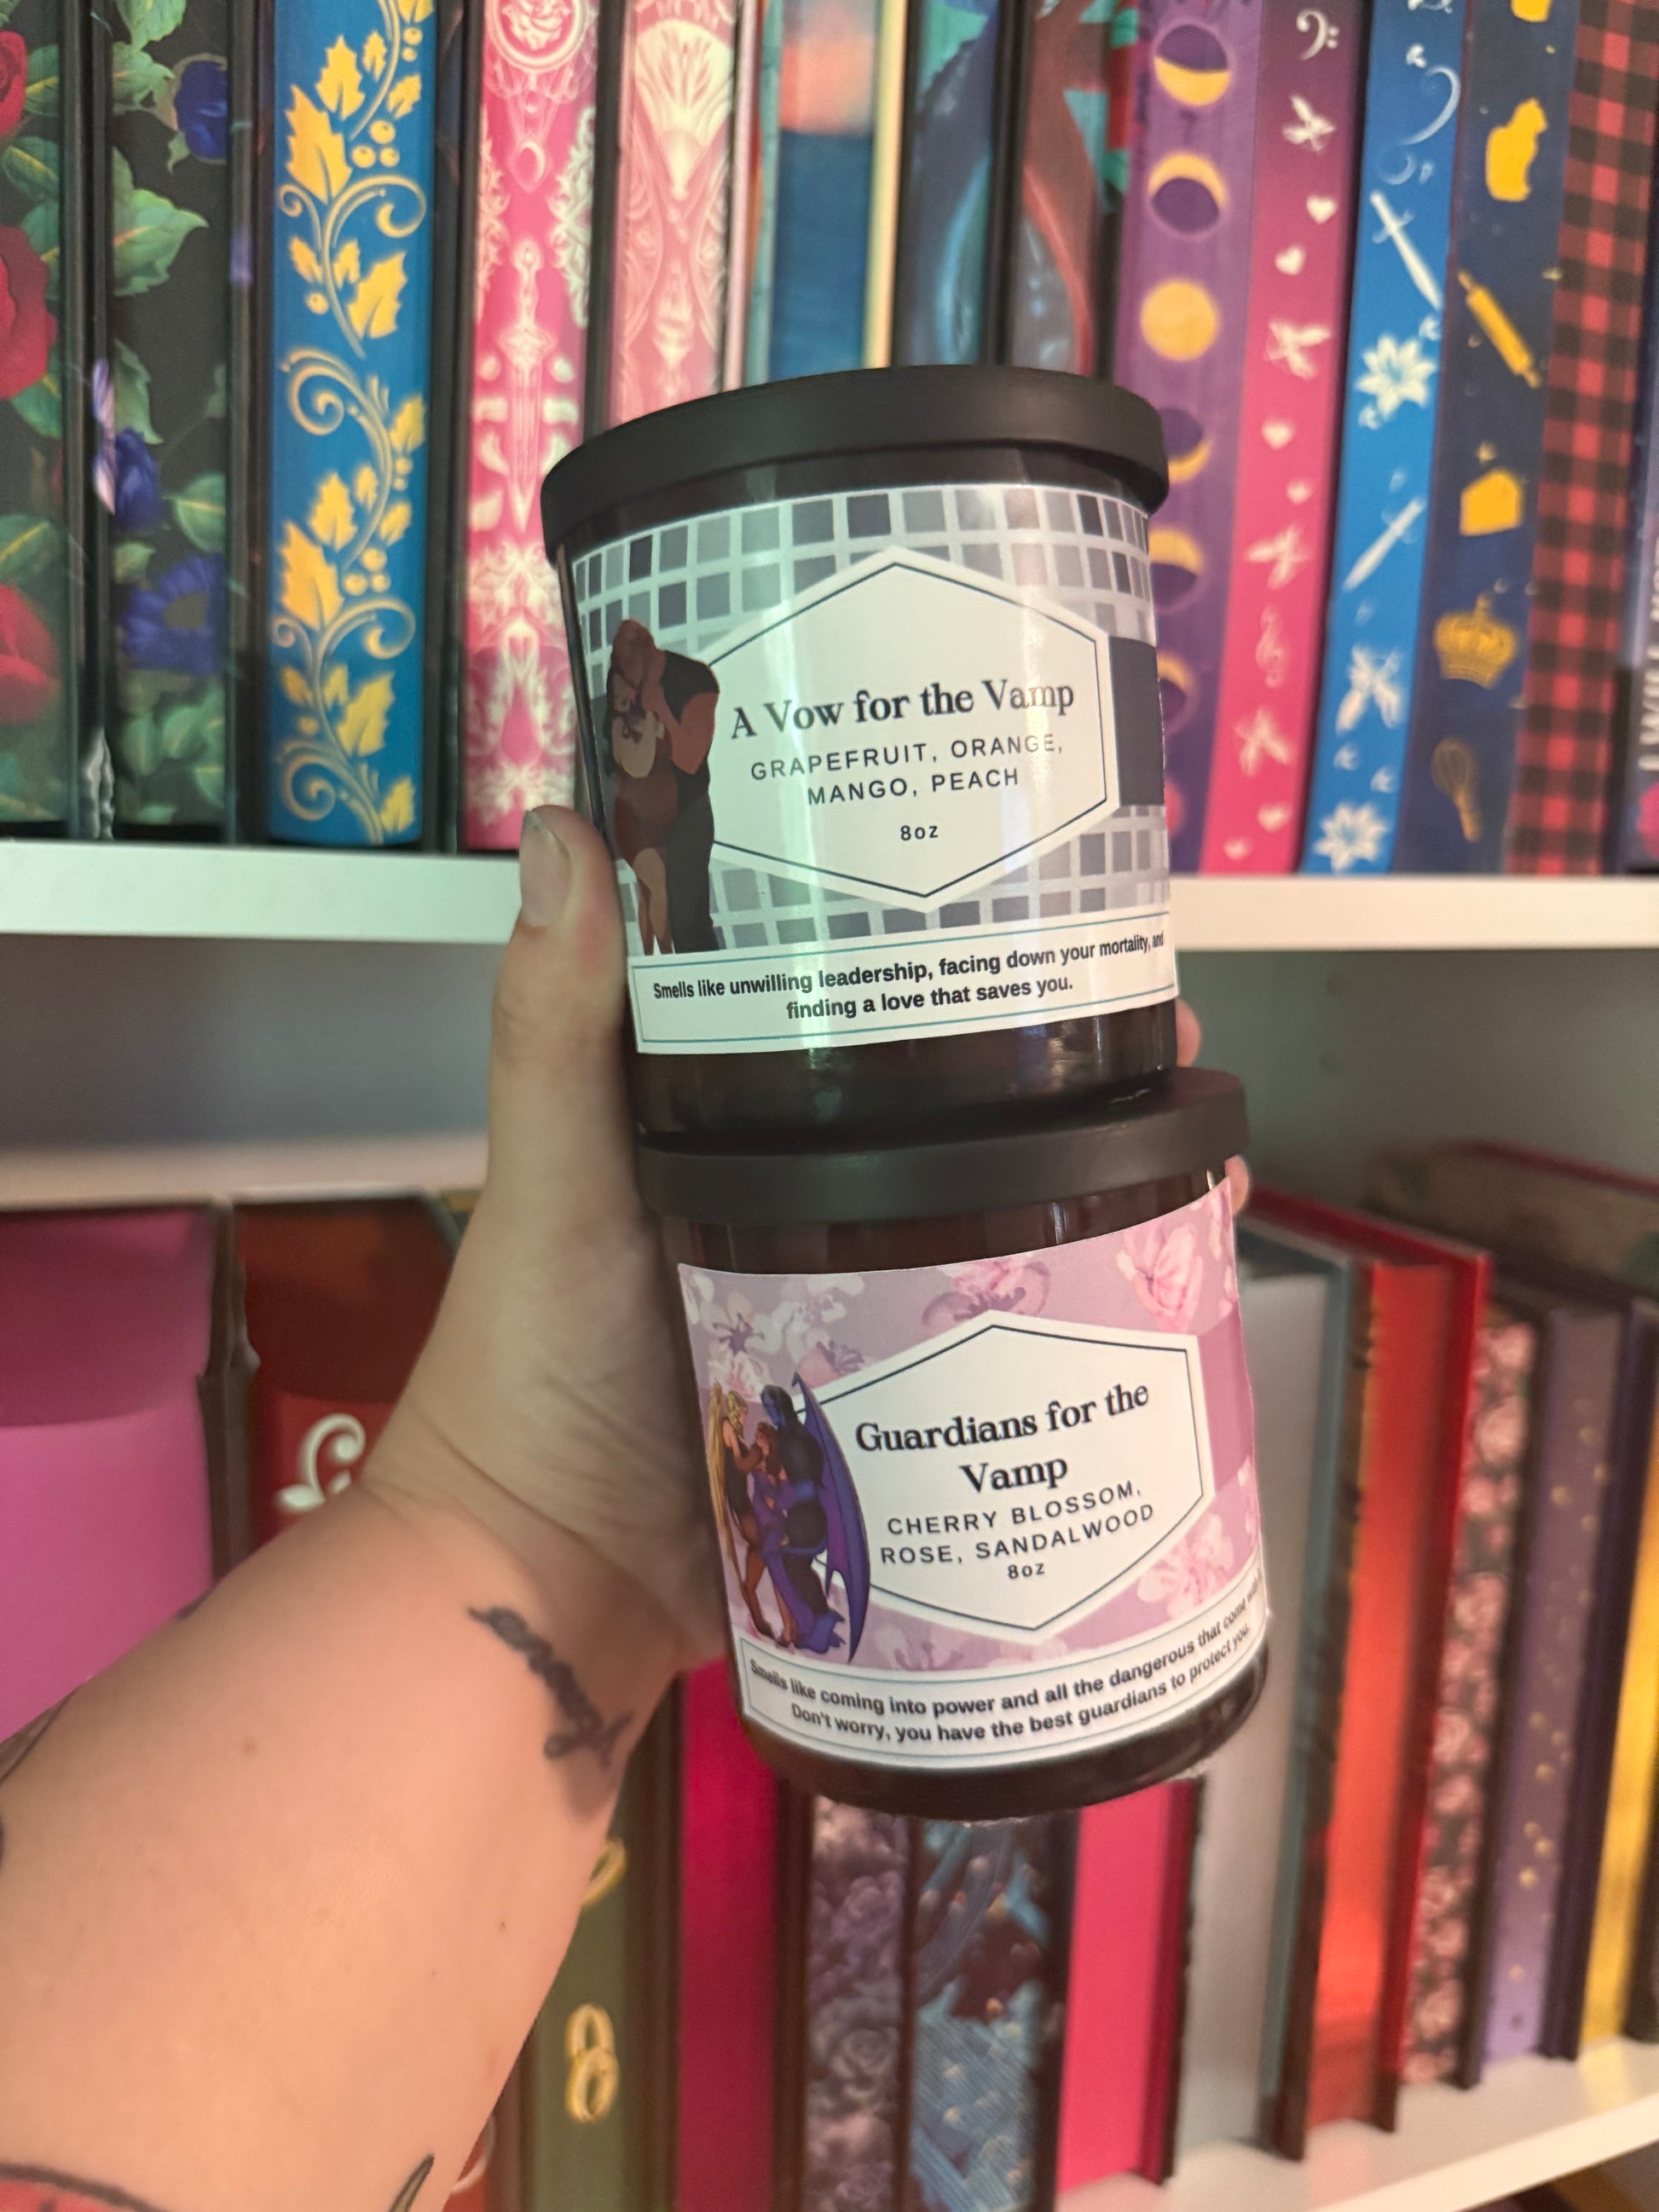 A Vow for the Vamp
GRAPEFRUIT, ORANGE,
MANGO, PEACH
8oz
Smells like unwilling leadership, facing down your mortality, and
finding a love that saves you.
Guardians for the
Vamp
CHERRY BLOSSOM,
ROSE, SANDALWOOD
8oz
Smells like coming into power and all the dangerous that come
Don't worry, you have the best guardians to protect you.